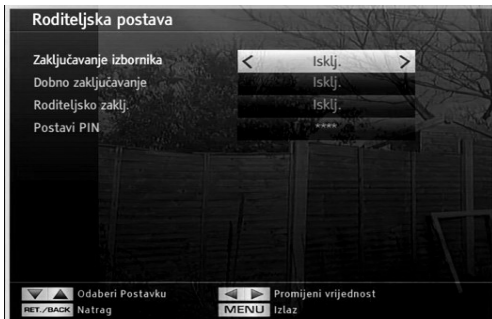 Roditeljska postava
Zaključavanje izbornika < Isklj. >
Dobno zaključavanje Isklj.
Roditeljsko zaklj. Isklj.
Postavi PIN ****
Odaberi Postavku Promijeni vrijednost
RET./BACK Natrag MENU Izlaz